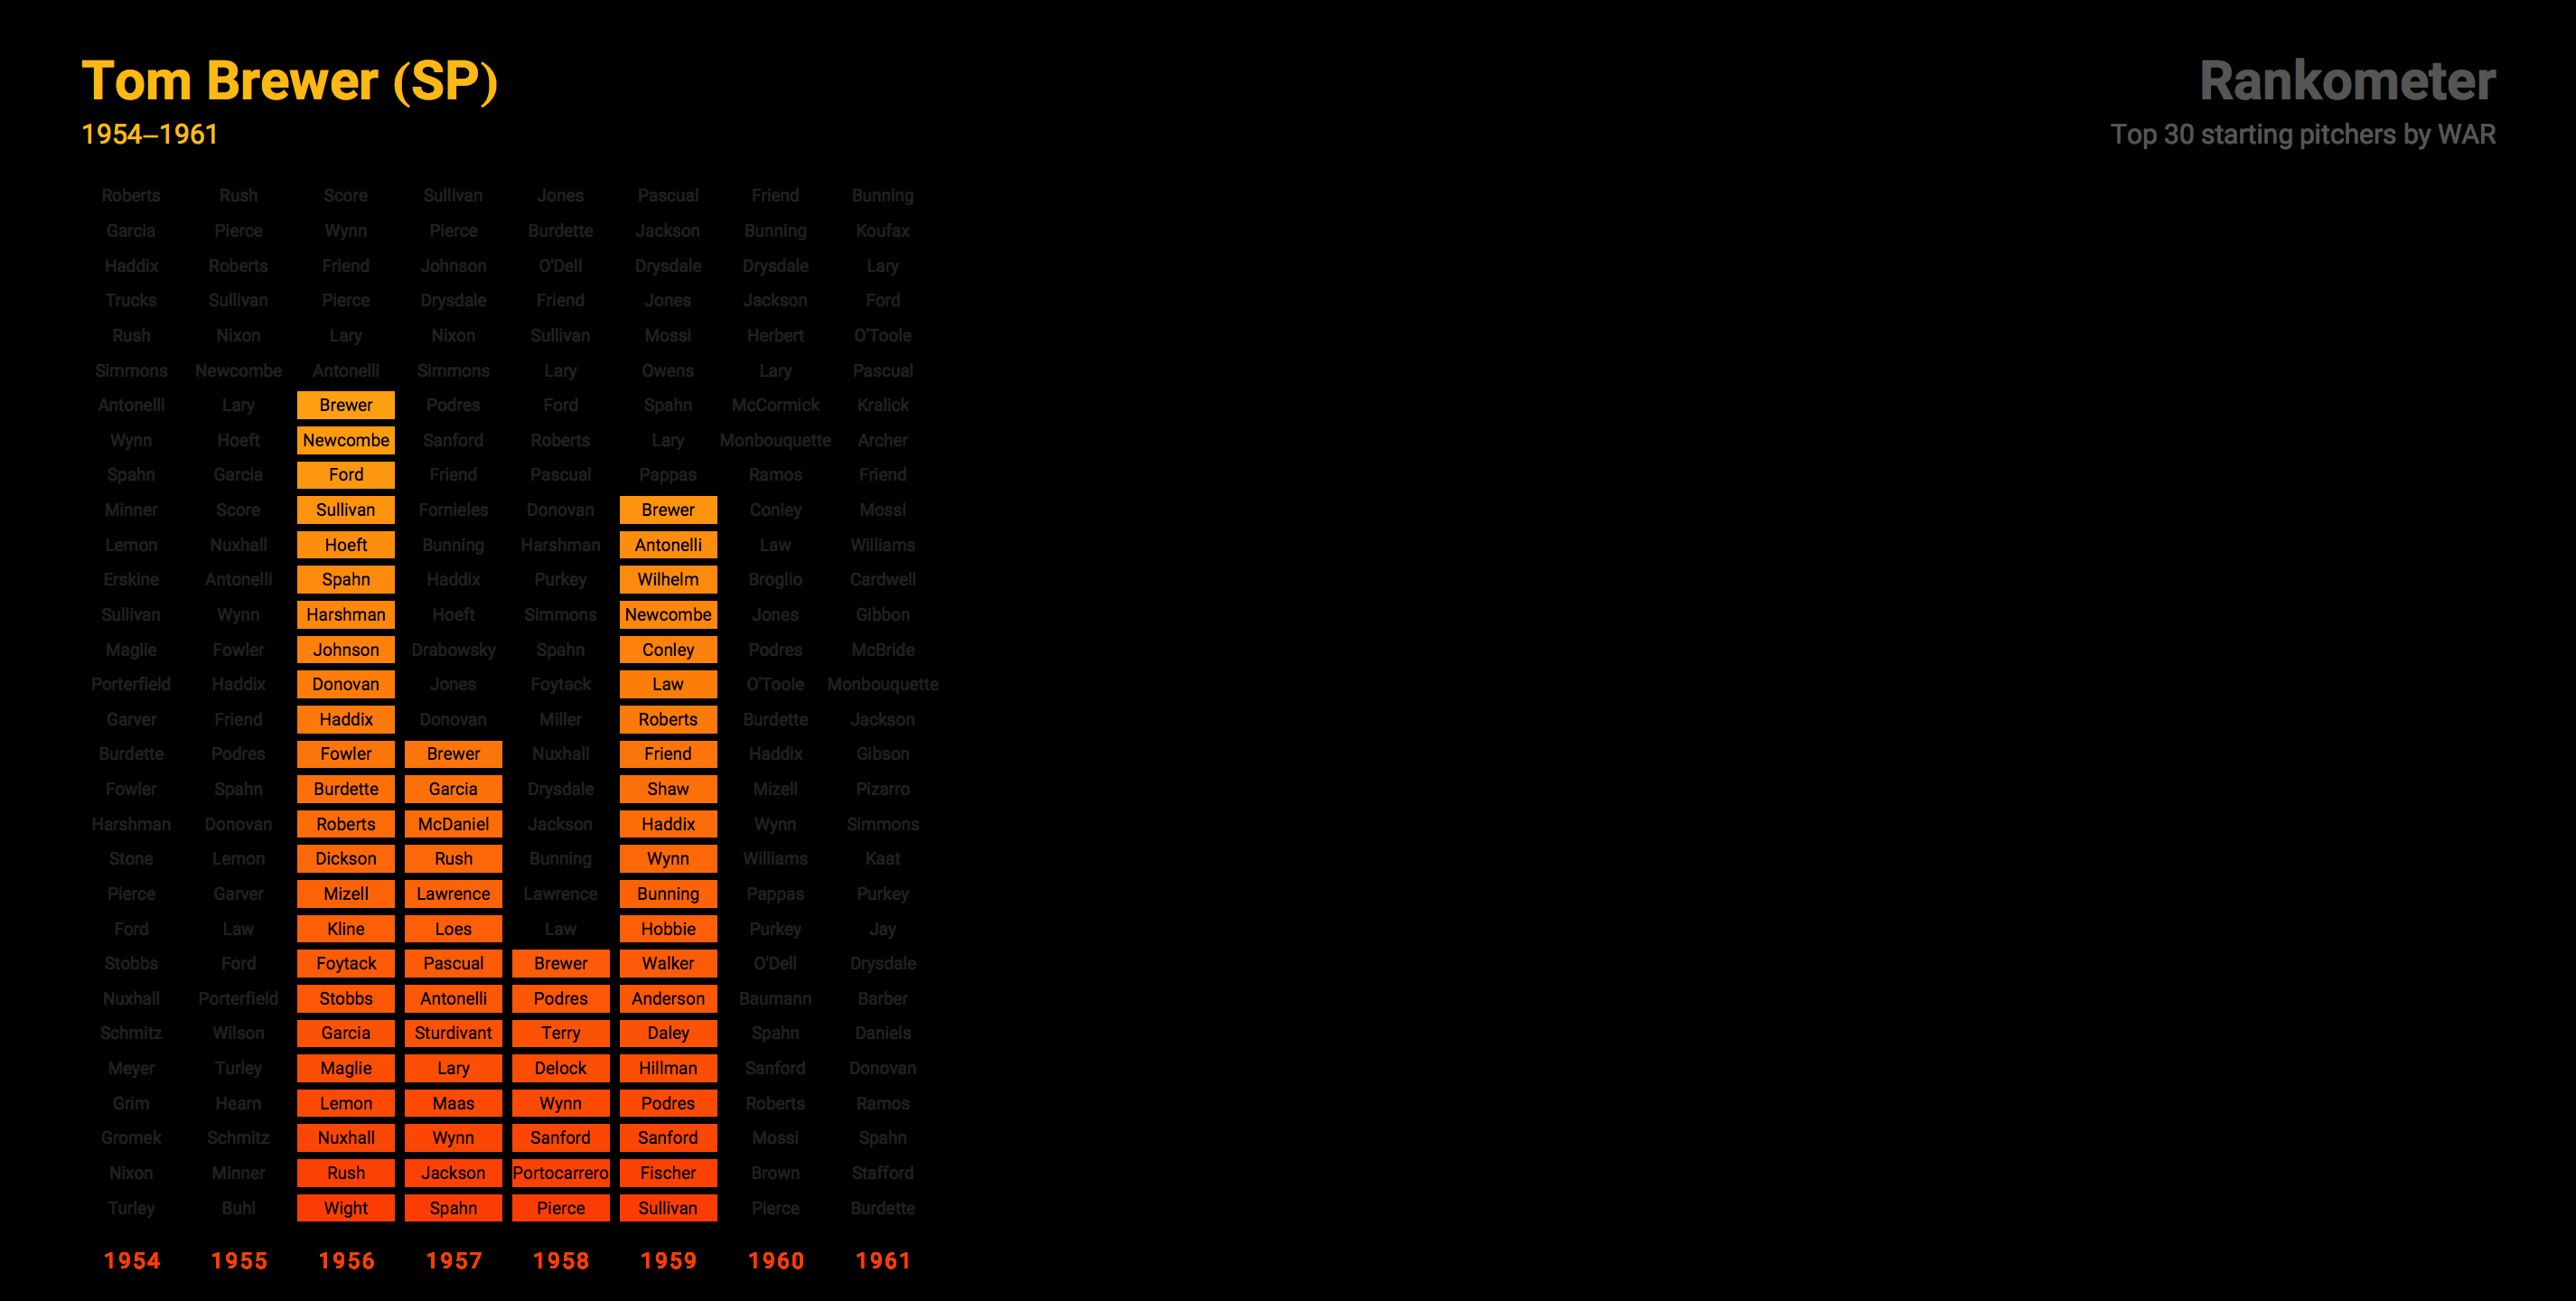 Tom Brewer (SP)
1954–1961
Rankometer
Top 30 starting pitchers by WAR
Roberts Rush Score Sullivan Jones Pascual Friend Bunning
Garcia Pierce Wynn Pierce Burdette Jackson Bunning Koufax
Haddix Roberts Friend Johnson O'Dell Drysdale Drysdale Lary
Trucks Sullivan Pierce Drysdale Friend Jones Jackson Ford
Rush Nixon Lary Nixon Sullivan Mossi Herbert O'Toole
Simmons Newcombe Antonelli Simmons Lary Owens Lary Pascual
Antonelli Lary Brewer Podres Ford Spahn McCormick Kralick
Wynn Hoeft Newcombe Sanford Roberts Lary Monbouquette Archer
Spahn Garcia Ford Friend Pascual Pappas Ramos Friend
Minner Score Sullivan Fornieles Donovan Brewer Conley Mossi
Lemon Nuxhall Hoeft Bunning Harshman Antonelli Law Williams
Erskine Antonelli Spahn Haddix Purkey Wilhelm Broglio Cardwell
Sullivan Wynn Harshman Hoeft Simmons Newcombe Jones Gibbon
Maglie Fowler Johnson Drabowsky Spahn Conley Podres McBride
Porterfield Haddix Donovan Jones Foytack Law O'Toole Monbouquette
Garver Friend Haddix Donovan Miller Roberts Burdette Jackson
Burdette Podres Fowler Brewer Nuxhall Friend Haddix Gibson
Fowler Spahn Burdette Garcia Drysdale Shaw Mizell Pizarro
Harshman Donovan Roberts McDaniel Jackson Haddix Wynn Simmons
Stone Lemon Dickson Rush Bunning Wynn Williams Kaat
Pierce Garver Mizell Lawrence Lawrence Bunning Pappas Purkey
Ford Law Kline Loes Law Hobbie Purkey Jay
Stobbs Ford Foytack Pascual Brewer Walker O'Dell Drysdale
Nuxhall Porterfield Stobbs Antonelli Podres Anderson Baumann Barber
Schmitz Wilson Garcia Sturdivant Terry Daley Spahn Daniels
Meyer Turley Maglie Lary Delock Hillman Sanford Donovan
Grim Hearn Lemon Maas Wynn Podres Roberts Ramos
Gromek Schmitz Nuxhall Wynn Sanford Sanford Mossi Spahn
Nixon Minner Rush Jackson Portocarrero Fischer Brown Stafford
Turley Buhl Wight Spahn Pierce Sullivan Pierce Burdette
1954 1955 1956 1957 1958 1959 1960 1961